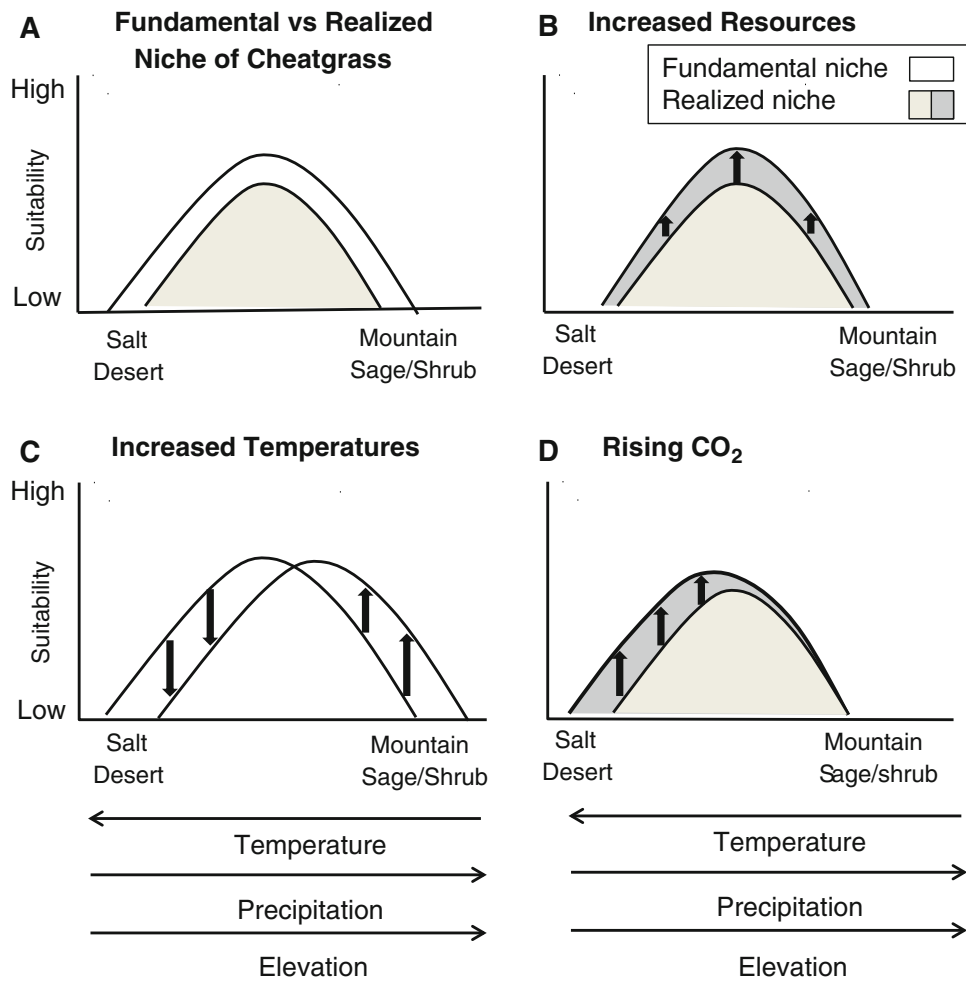 A
Fundamental vs Realized
Niche of Cheatgrass
High
Suitability
Low
Salt
Desert
Mountain
Sage/Shrub
B
Increased Resources
Fundamental niche
Realized niche
Salt
Desert
Mountain
Sage/Shrub
C
Increased Temperatures
High
Suitability
Low
Salt
Desert
Mountain
Sage/Shrub
Temperature
Precipitation
Elevation
D
Rising CO₂
Salt
Desert
Mountain
Sage/shrub
Temperature
Precipitation
Elevation